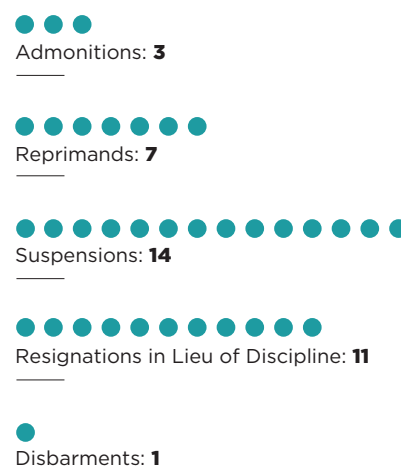 Admonitions: 3
Reprimands: 7
Suspensions: 14
Resignations in Lieu of Discipline: 11
Disbarments: 1